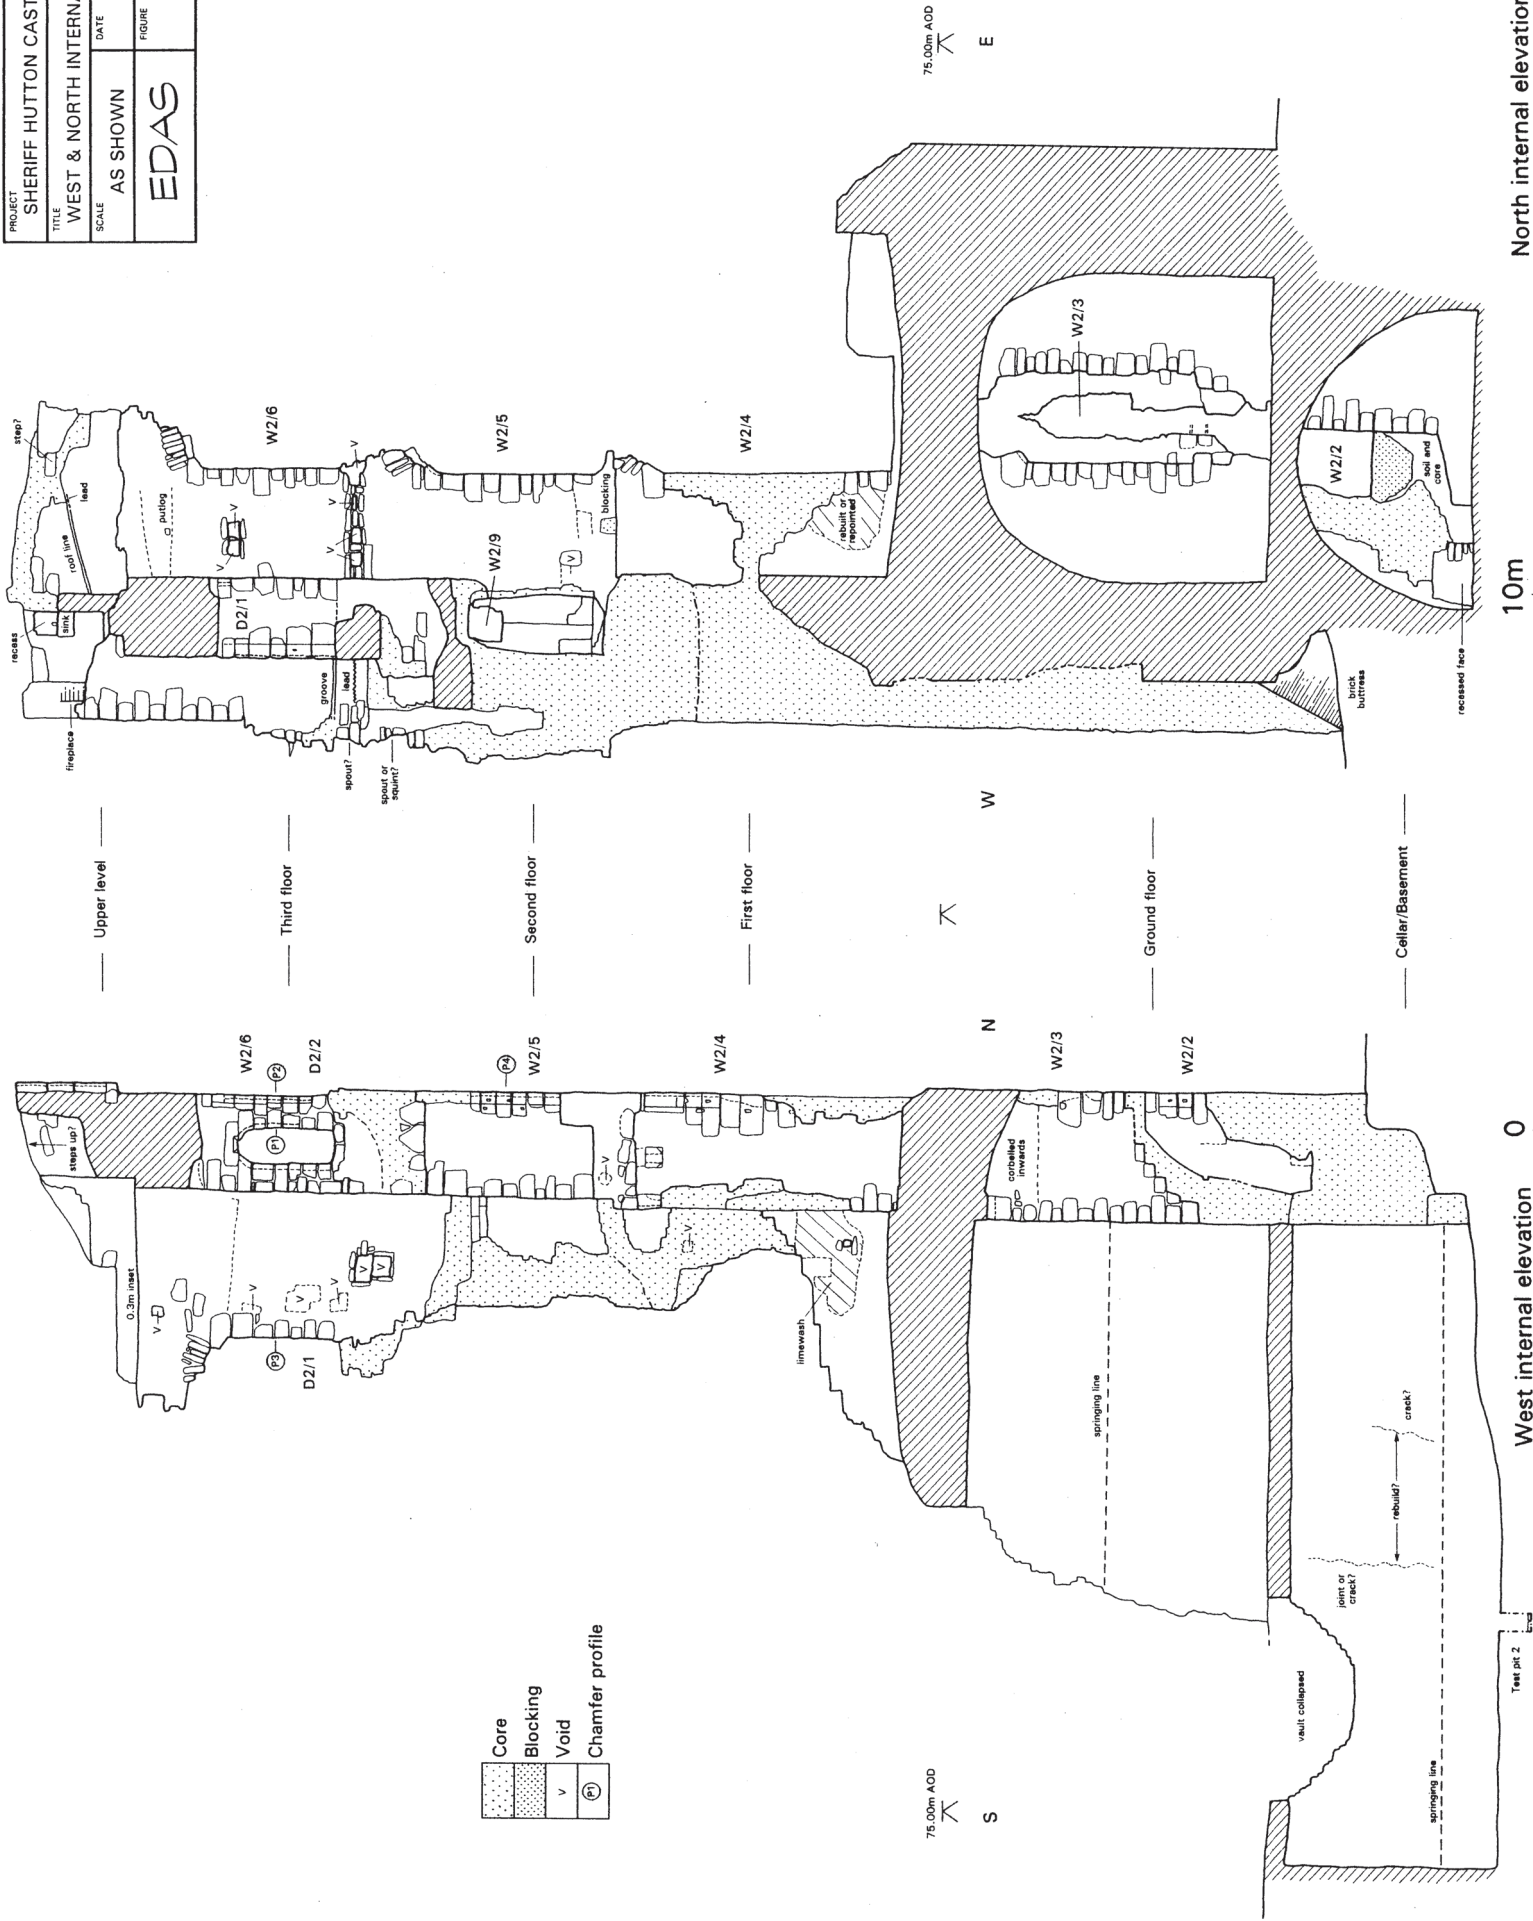 PROJECT
SHERIFF HUTTON CAST
TITLE
WEST & NORTH INTERNA
SCALE
AS SHOWN
DATE
EDAS
FIGURE
recess
step?
sink
roof line
lead
fireplace
putlog
V
W2/6
D2/1
groove
lead
V
V
V
spout?
spout or
squint?
W2/5
W2/9
V
blocking
W2/4
rebuilt or
repointed
75.00m AOD
E
W
W2/3
W2/2
soil and
core
brick
buttress
recessed face
10m
North internal elevation
Upper level
Third floor
Second floor
First floor
Ground floor
Cellar/Basement
steps up?
0.3m inset
V
V
V
V
V
V
W2/6
P2
D2/2
P1
P3
D2/1
P4
W2/5
V
V
W2/4
limewash
N
W2/3
corbelled
inwards
W2/2
springing line
crack?
rebuild?
joint or
crack?
vault collapsed
springing line
Test pit 2
75.00m AOD
S
Core
Blocking
V
Void
P1
Chamfer profile
0
West internal elevation